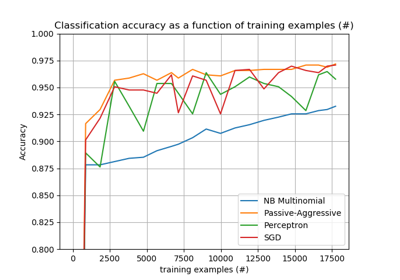 Classification accuracy as a function of training examples (#)
1.000
0.975
0.950
0.925
0.900
0.875
0.850
0.825
0.800
Accuracy
NB Multinomial
Passive-Aggressive
Perceptron
SGD
0 2500 5000 7500 10000 12500 15000 17500
training examples (#)